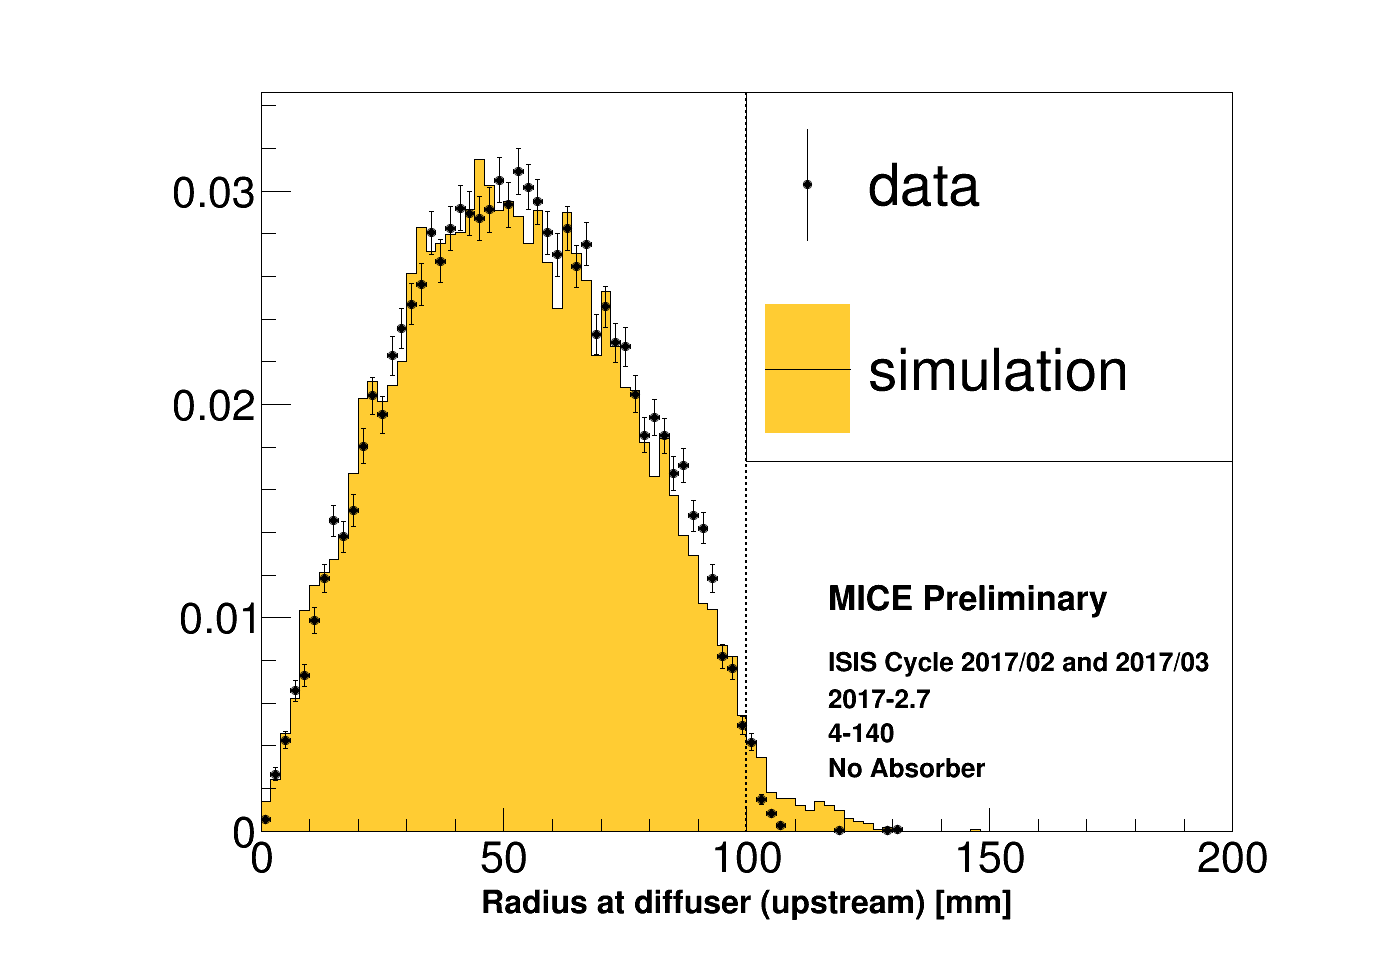 data
simulation
0.03
0.02
0.01
0
MICE Preliminary
ISIS Cycle 2017/02 and 2017/03
2017-2.7
4-140
No Absorber
0 50 100 150 200
Radius at diffuser (upstream) [mm]